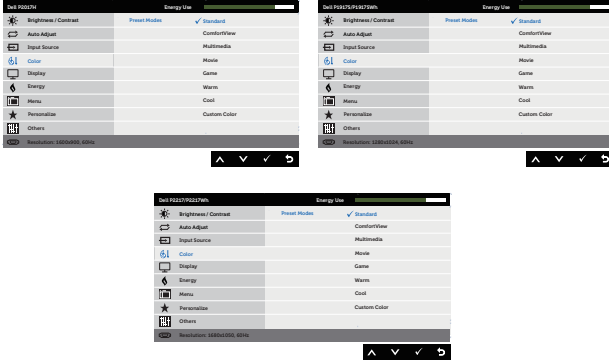 Dell P2017H Energy Use
Brightness / Contrast Preset Modes ✓ Standard
Auto Adjust ComfortView
Input Source Multimedia
Color Movie
Display Game
Energy Warm
Menu Cool
Personalize Custom Color
Others
Resolution: 1600x900, 60Hz
Dell P1917S/P1917SWh Energy Use
Brightness / Contrast Preset Modes ✓ Standard
Auto Adjust ComfortView
Input Source Multimedia
Color Movie
Display Game
Energy Warm
Menu Cool
Personalize Custom Color
Others
Resolution: 1280x1024, 60Hz
Dell P2217/P2217Wh Energy Use
Brightness / Contrast Preset Modes ✓ Standard
Auto Adjust ComfortView
Input Source Multimedia
Color Movie
Display Game
Energy Warm
Menu Cool
Personalize Custom Color
Others
Resolution: 1680x1050, 60Hz